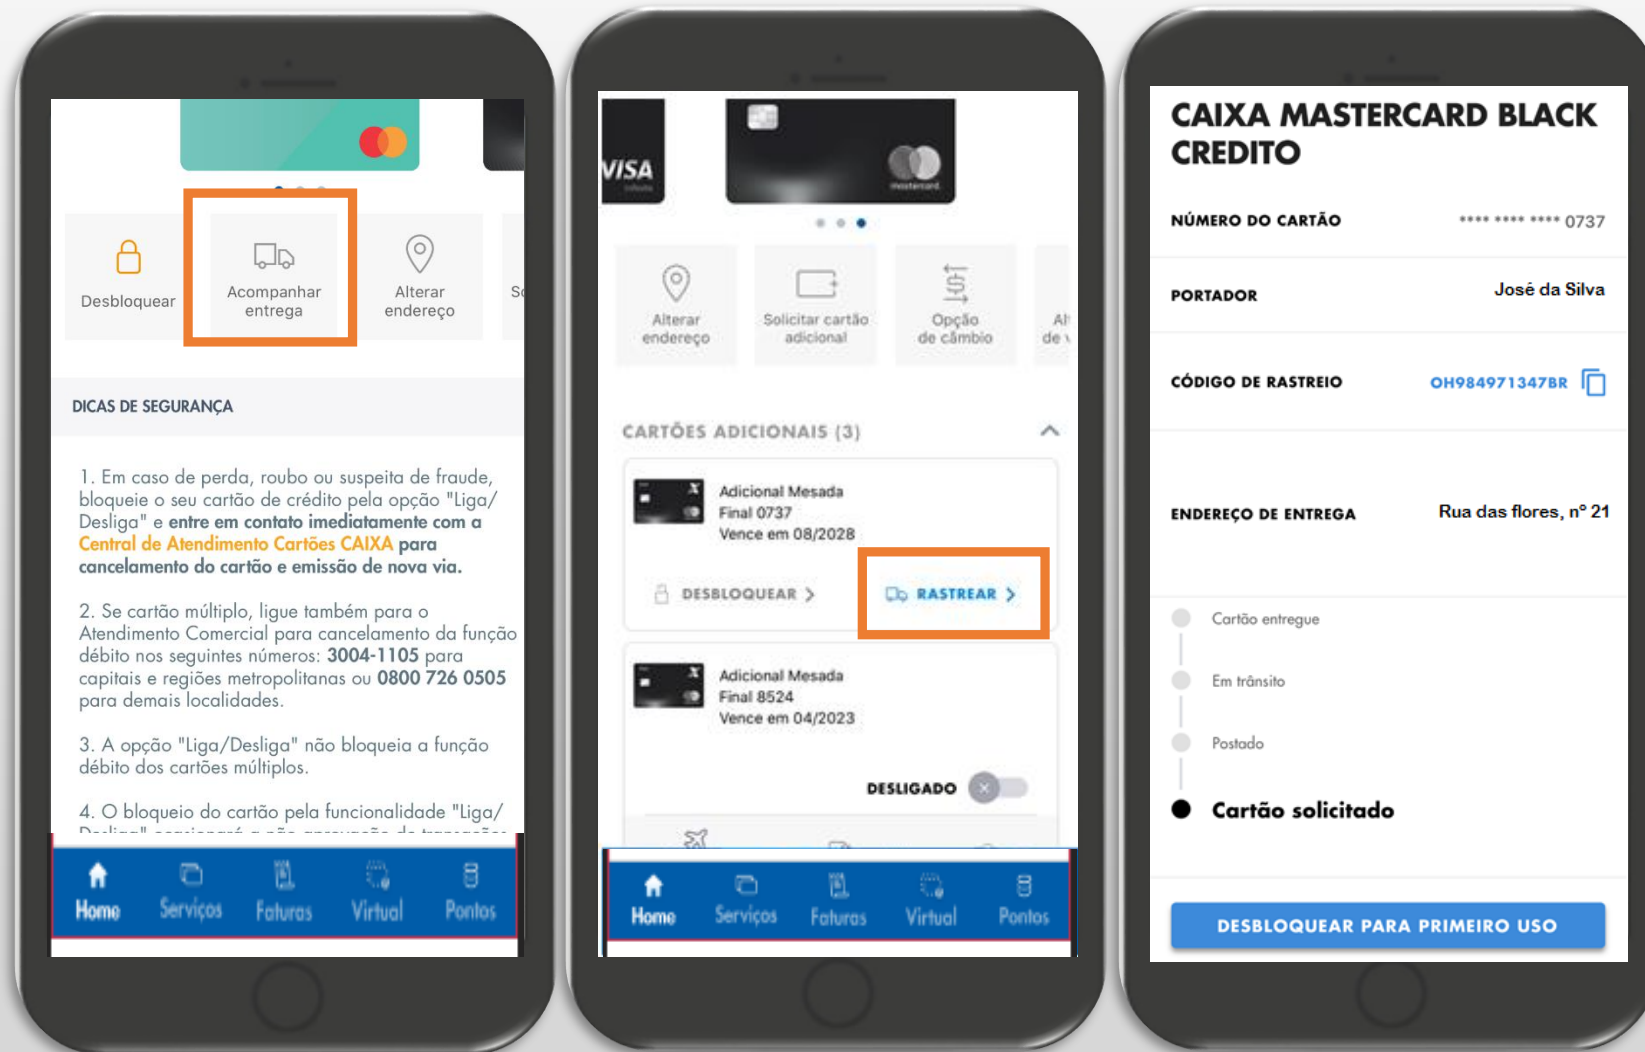 Desbloquear
Acompanhar
entrega
Alterar
endereço
DICAS DE SEGURANÇA
1. Em caso de perda, roubo ou suspeita de fraude,
bloqueie o seu cartão de crédito pela opção "Liga/
Desliga" e entre em contato imediatamente com a
Central de Atendimento Cartões CAIXA para
cancelamento do cartão e emissão de nova via.
2. Se cartão múltiplo, ligue também para o
Atendimento Comercial para cancelamento da função
débito nos seguintes números: 3004-1105 para
capitais e regiões metropolitanas ou 0800 726 0505
para demais localidades.
3. A opção "Liga/Desliga" não bloqueia a função
débito dos cartões múltiplos.
4. O bloqueio do cartão pela funcionalidade "Liga/
Home Serviços Faturas Virtual Pontos
VISA
mastercard
Alterar
endereço
Solicitar cartão
adicional
Opção
de câmbio
CARTÕES ADICIONAIS (3)
Adicional Mesada
Final 0737
Vence em 08/2028
DESBLOQUEAR >
RASTREAR >
Adicional Mesada
Final 8524
Vence em 04/2023
DESLIGADO
Home Serviços Faturas Virtual Pontos
CAIXA MASTERCARD BLACK
CREDITO
NÚMERO DO CARTÃO **** **** **** 0737
PORTADOR José da Silva
CÓDIGO DE RASTREIO OH984971347BR
ENDEREÇO DE ENTREGA Rua das flores, nº 21
Cartão entregue
Em trânsito
Postado
Cartão solicitado
DESBLOQUEAR PARA PRIMEIRO USO